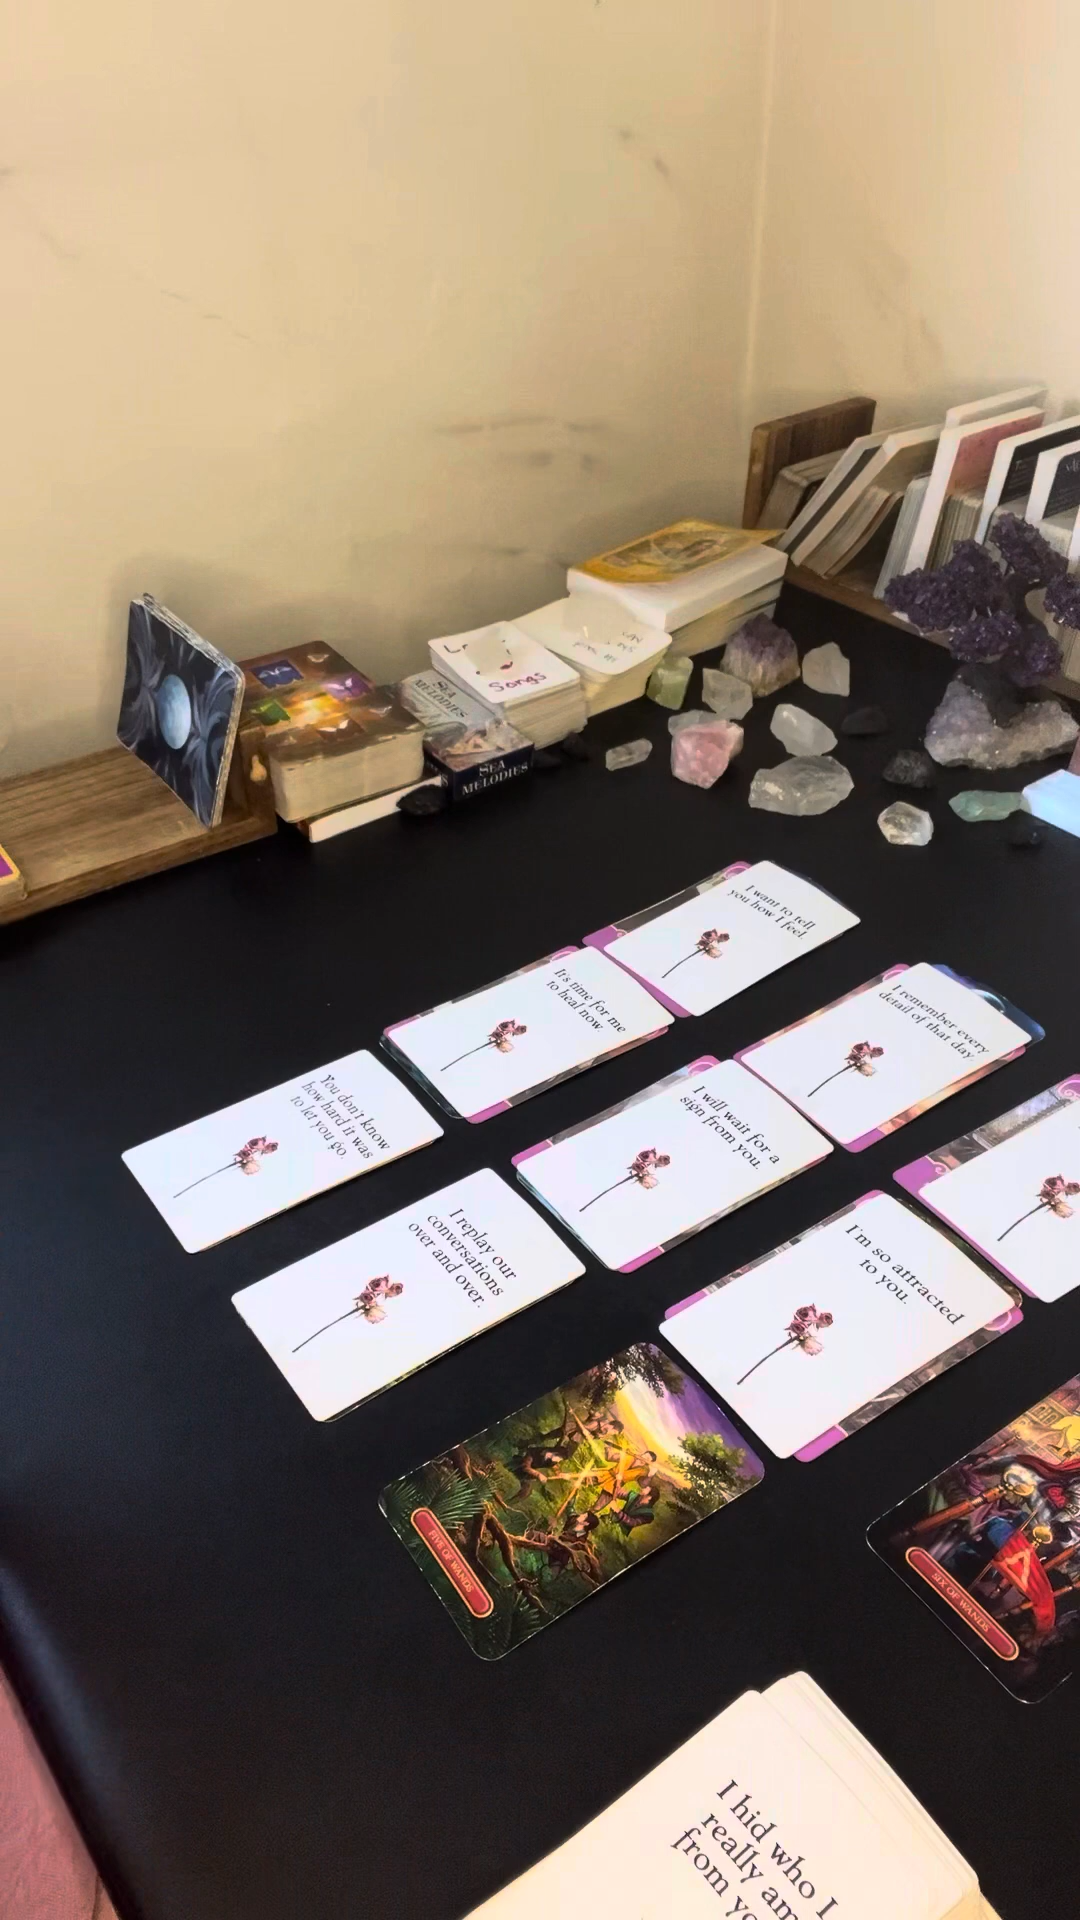 Songs
SEA
MELODIES
SEA
MELODIES
I want to tell
you how I feel.
It's time for me
to heal now.
I remember every
detail of that day.
You don't know
how hard it was
to let you go.
I will wait for a
sign from you.
I replay our
conversations
over and over.
I'm so attracted
to you.
FIVE OF WANDS
SIX OF WANDS
I hid who I
really am
from